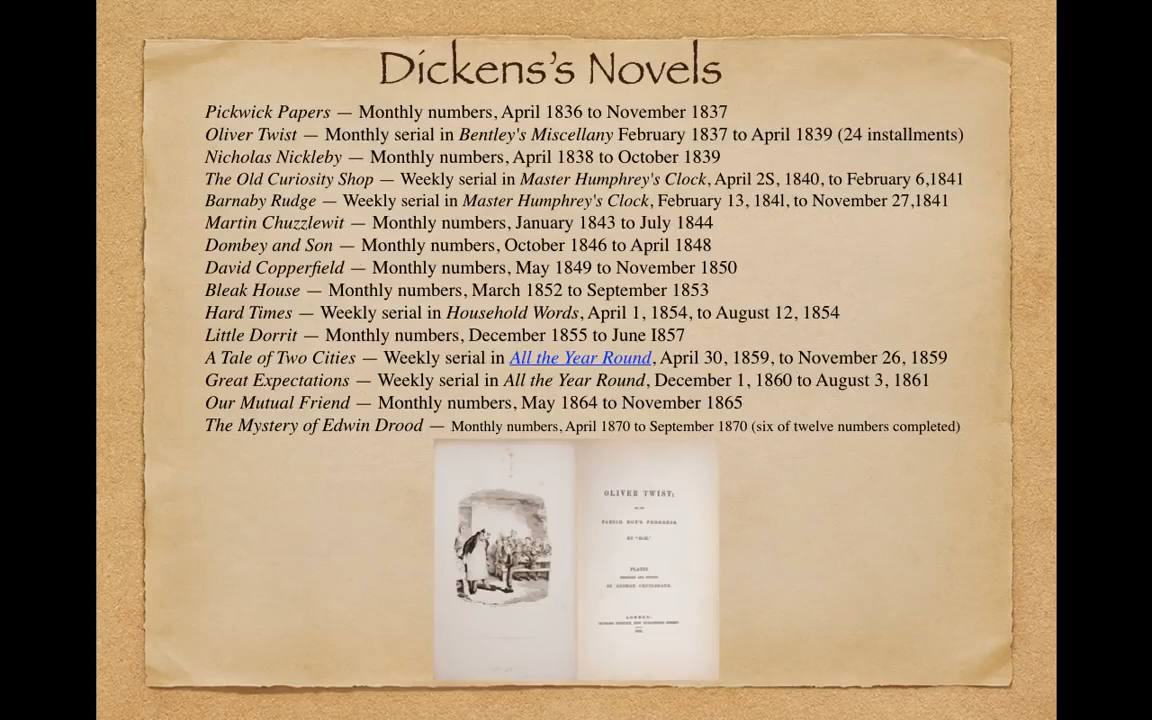 Dickens's Novels
Pickwick Papers — Monthly numbers, April 1836 to November 1837
Oliver Twist — Monthly serial in Bentley's Miscellany February 1837 to April 1839 (24 installments)
Nicholas Nickleby — Monthly numbers, April 1838 to October 1839
The Old Curiosity Shop — Weekly serial in Master Humphrey's Clock, April 2S, 1840, to February 6,1841
Barnaby Rudge — Weekly serial in Master Humphrey's Clock, February 13, 184l, to November 27,1841
Martin Chuzzlewit — Monthly numbers, January 1843 to July 1844
Dombey and Son — Monthly numbers, October 1846 to April 1848
David Copperfield — Monthly numbers, May 1849 to November 1850
Bleak House — Monthly numbers, March 1852 to September 1853
Hard Times — Weekly serial in Household Words, April 1, 1854, to August 12, 1854
Little Dorrit — Monthly numbers, December 1855 to June I857
A Tale of Two Cities — Weekly serial in All the Year Round, April 30, 1859, to November 26, 1859
Great Expectations — Weekly serial in All the Year Round, December 1, 1860 to August 3, 1861
Our Mutual Friend — Monthly numbers, May 1864 to November 1865
The Mystery of Edwin Drood — Monthly numbers, April 1870 to September 1870 (six of twelve numbers completed)
OLIVER TWIST;
PARISH BOY'S PROGRESS
BY "BOZ."
LONDON: